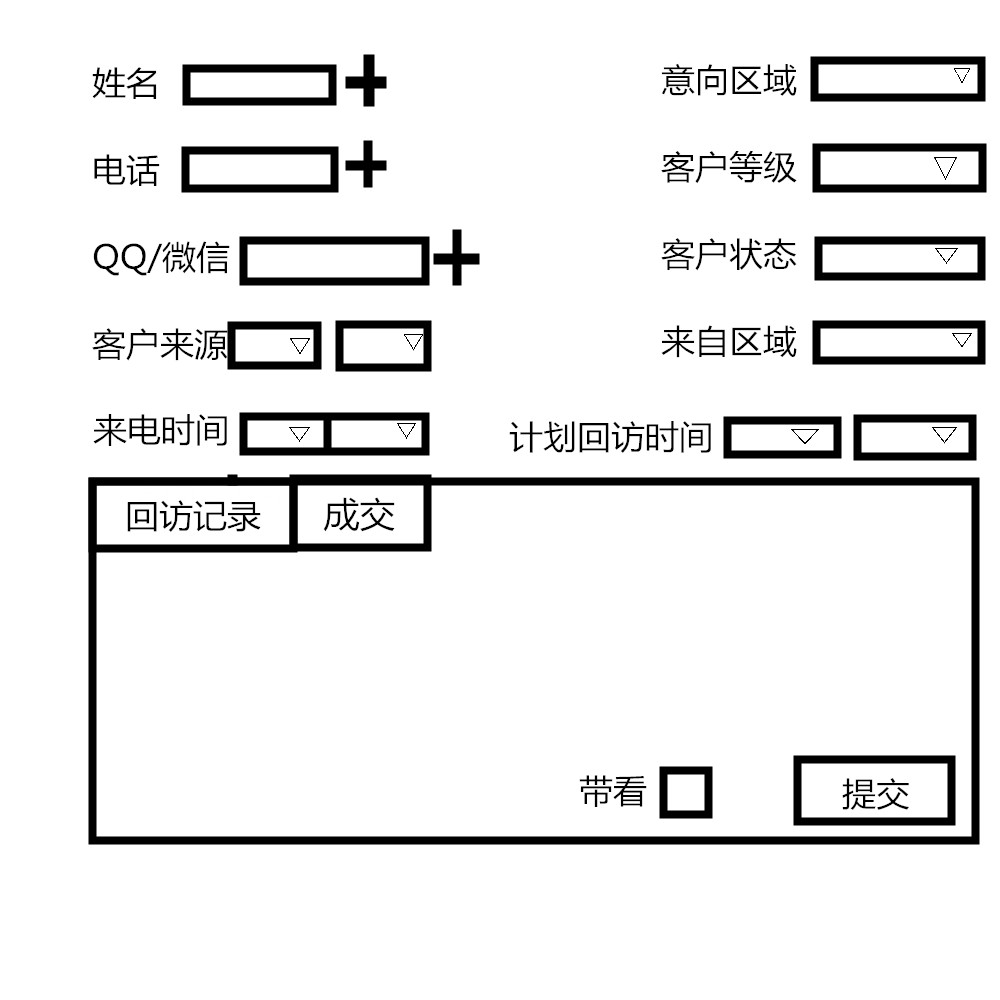 姓名
意向区域
电话
客户等级
QQ/微信
客户状态
客户来源
来自区域
来电时间
计划回访时间
回访记录
成交
带看
提交